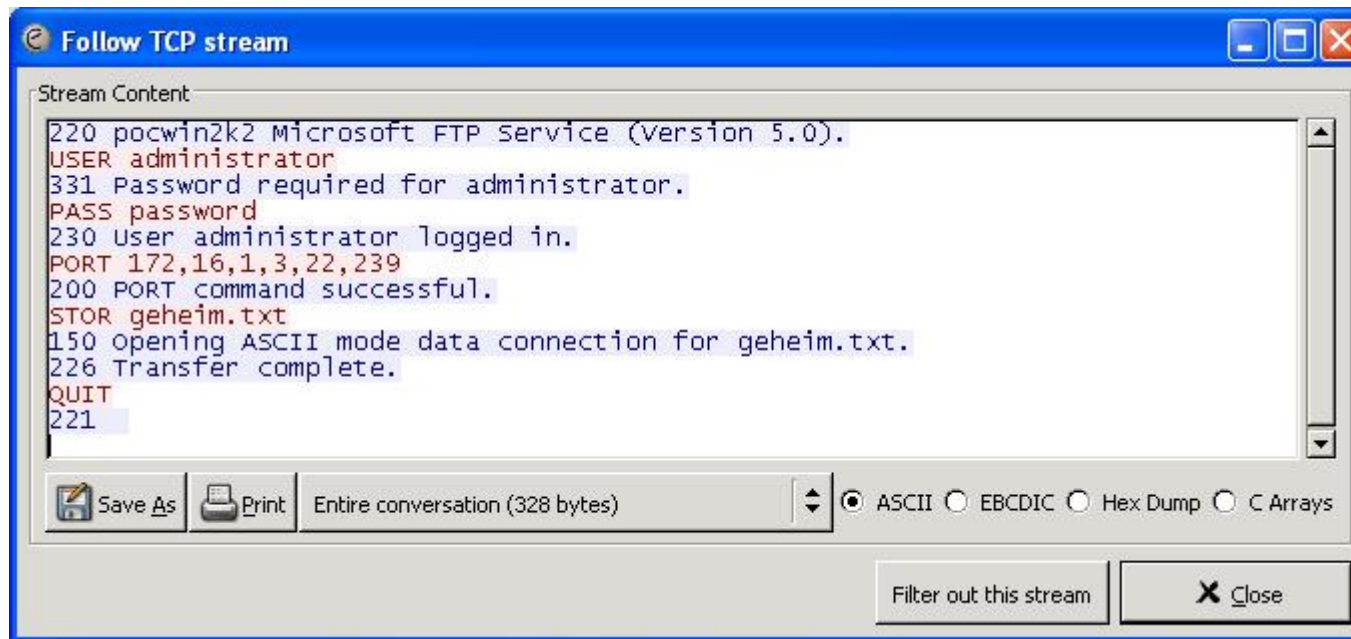 Follow TCP stream
Stream Content
220 pocwin2k2 Microsoft FTP Service (Version 5.0).
USER administrator
331 Password required for administrator.
PASS password
230 User administrator logged in.
PORT 172,16,1,3,22,239
200 PORT command successful.
STOR geheim.txt
150 Opening ASCII mode data connection for geheim.txt.
226 Transfer complete.
QUIT
221
Save As Print Entire conversation (328 bytes) ASCII EBCDIC Hex Dump C Arrays
Filter out this stream Close